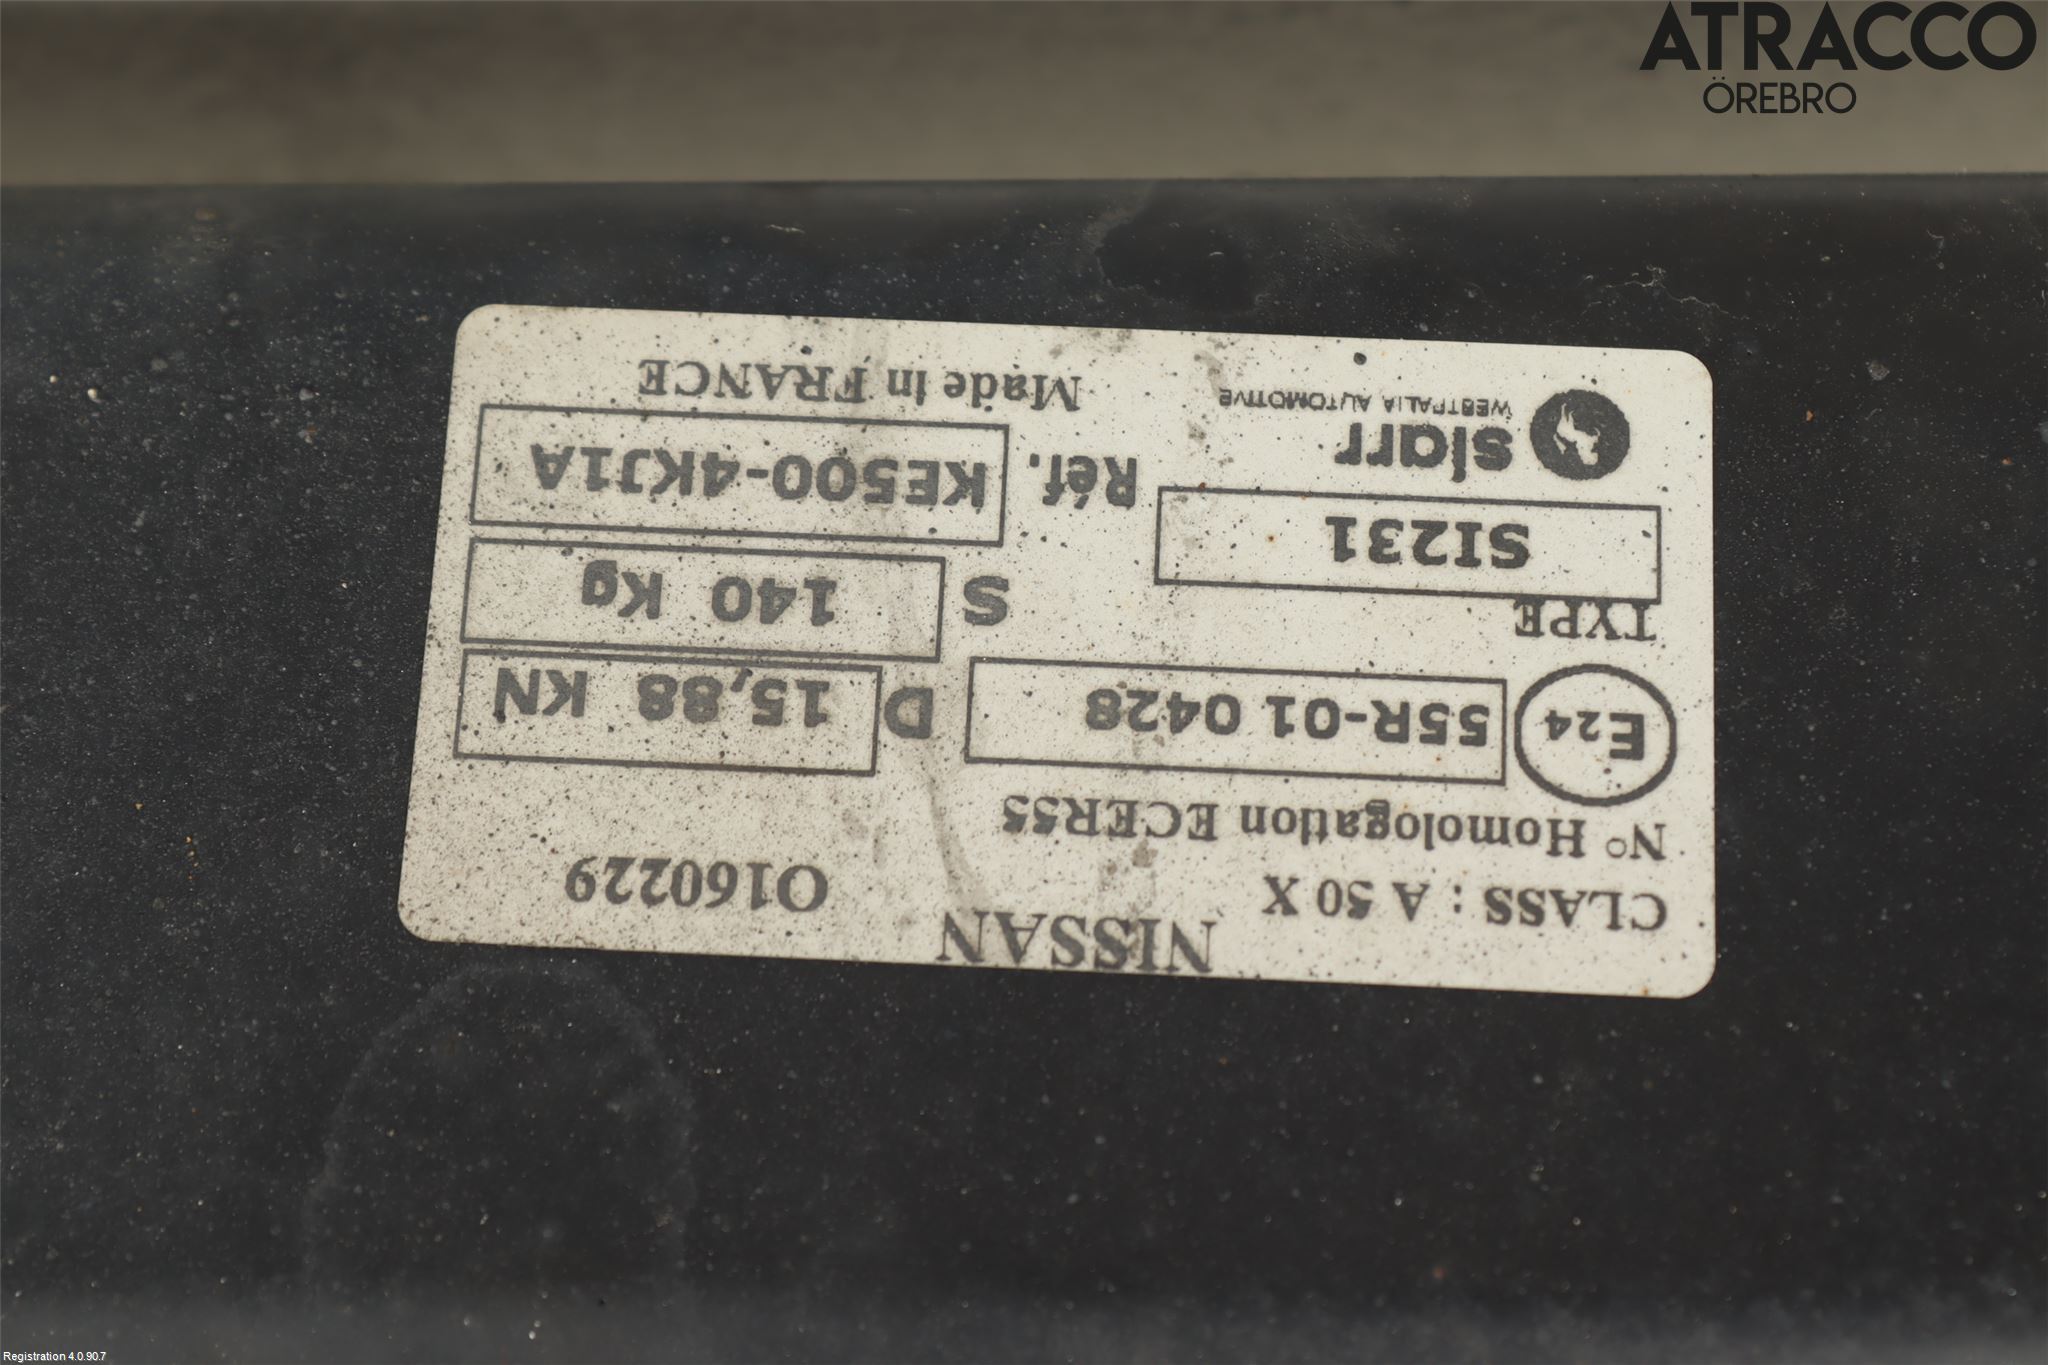 ATRACCO
ÖREBRO
NISSAN
CLASS : A 50 X
O160229
N° Homologation ECER55
E24
55R-01 0428
D
15,88 KN
TYPE
SI231
S
140 Kg
siarr
WESTFALIA AUTOMOTIVE
Réf.
KE500-4KJ1A
Made in FRANCE
Registration 4.0.90.7